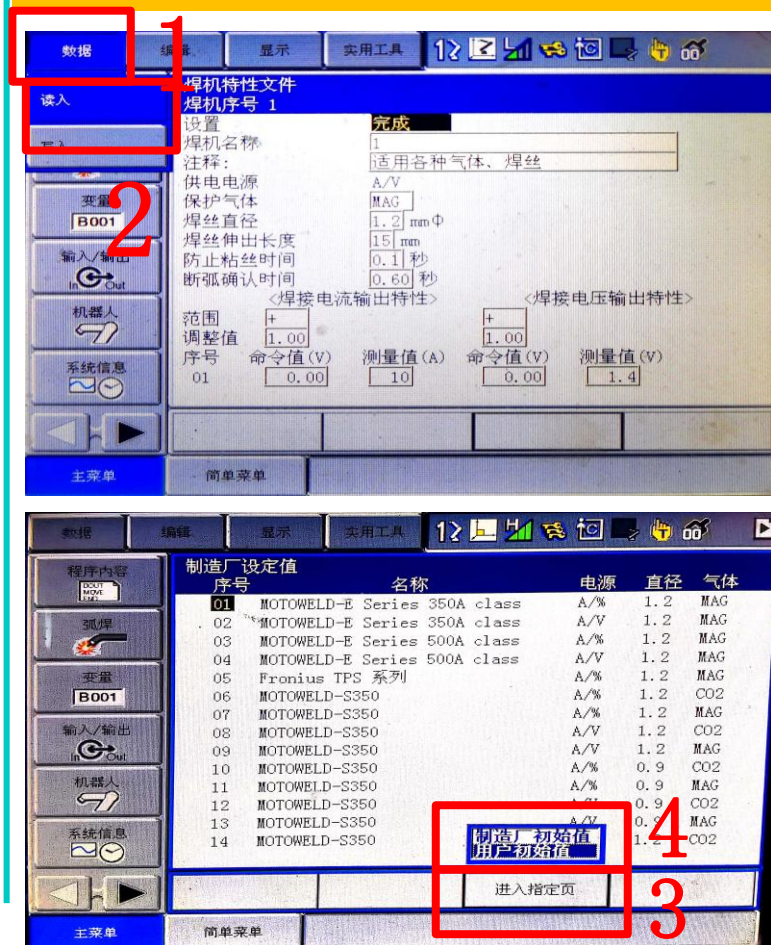 数据 编辑 显示 实用工具
1
读入
写入
2
变量
B001
输入/输出
In Out
机器人
系统信息
主菜单 简单菜单
焊机特性文件
焊机序号 1
设置 完成
焊机名称 1
注释: 适用各种气体、焊丝
供电电源 A/V
保护气体 MAG
焊丝直径 1.2 mmΦ
焊丝伸出长度 15 mm
防止粘丝时间 0.1 秒
断弧确认时间 0.60 秒
<焊接电流输出特性> <焊接电压输出特性>
范围 + +
调整值 1.00 1.00
序号 命令值(V) 测量值(A) 命令值(V) 测量值(V)
01 0.00 10 0.00 1.4
数据 编辑 显示 实用工具
程序内容
DOUT
MOVE
END
弧焊
变量
B001
输入/输出
In Out
机器人
系统信息
主菜单 简单菜单
制造厂设定值
序号 名称 电源 直径 气体
01 MOTOWELD-E Series 350A class A/% 1.2 MAG
02 MOTOWELD-E Series 350A class A/V 1.2 MAG
03 MOTOWELD-E Series 500A class A/% 1.2 MAG
04 MOTOWELD-E Series 500A class A/V 1.2 MAG
05 Fronius TPS 系列 A/% 1.2 MAG
06 MOTOWELD-S350 A/% 1.2 CO2
07 MOTOWELD-S350 A/% 1.2 MAG
08 MOTOWELD-S350 A/V 1.2 CO2
09 MOTOWELD-S350 A/V 1.2 MAG
10 MOTOWELD-S350 A/% 0.9 CO2
11 MOTOWELD-S350 A/% 0.9 MAG
12 MOTOWELD-S350 0.9 CO2
13 MOTOWELD-S350 A/V 0.9 MAG
14 MOTOWELD-S350 1.2 CO2
制造厂初始值
用户初始值
4
进入指定页
3